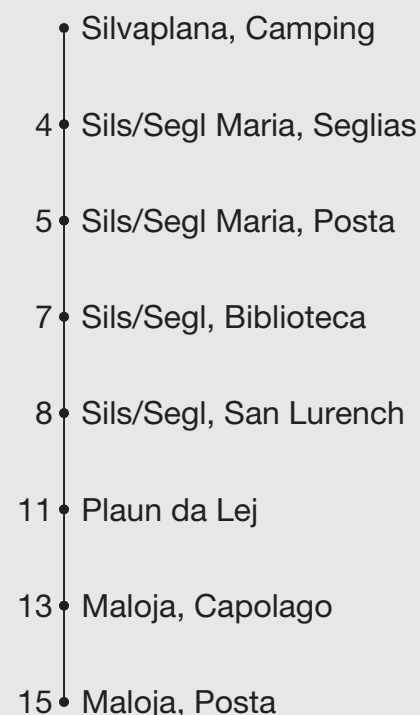 Silvaplana, Camping
4 Sils/Segl Maria, Seglias
5 Sils/Segl Maria, Posta
7 Sils/Segl, Biblioteca
8 Sils/Segl, San Lurench
11 Plaun da Lej
13 Maloja, Capolago
15 Maloja, Posta